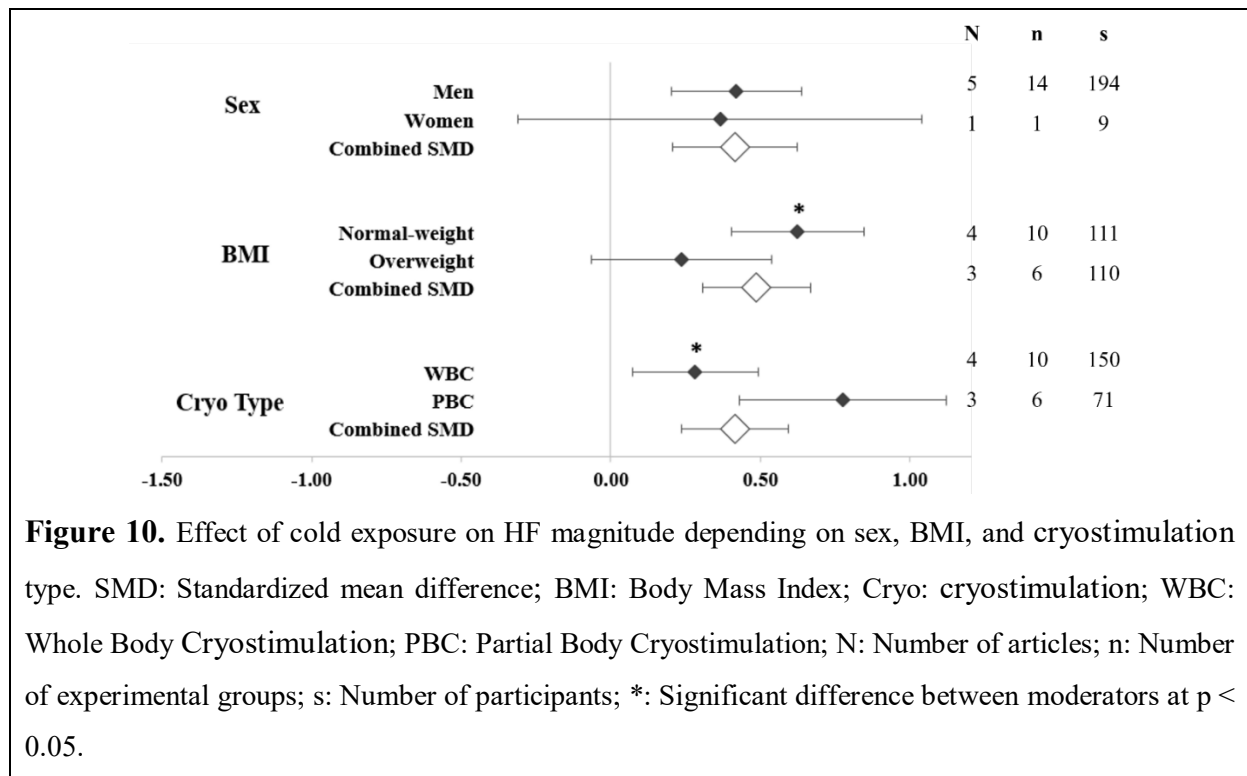 N n s
Sex
Men 5 14 194
Women 1 1 9
Combined SMD
*
BMI
Normal-weight 4 10 111
Overweight 3 6 110
Combined SMD
*
Cryo Type
WBC 4 10 150
PBC 3 6 71
Combined SMD
-1.50 -1.00 -0.50 0.00 0.50 1.00
Figure 10. Effect of cold exposure on HF magnitude depending on sex, BMI, and cryostimulation
type. SMD: Standardized mean difference; BMI: Body Mass Index; Cryo: cryostimulation; WBC:
Whole Body Cryostimulation; PBC: Partial Body Cryostimulation; N: Number of articles; n: Number
of experimental groups; s: Number of participants; *: Significant difference between moderators at p <
0.05.